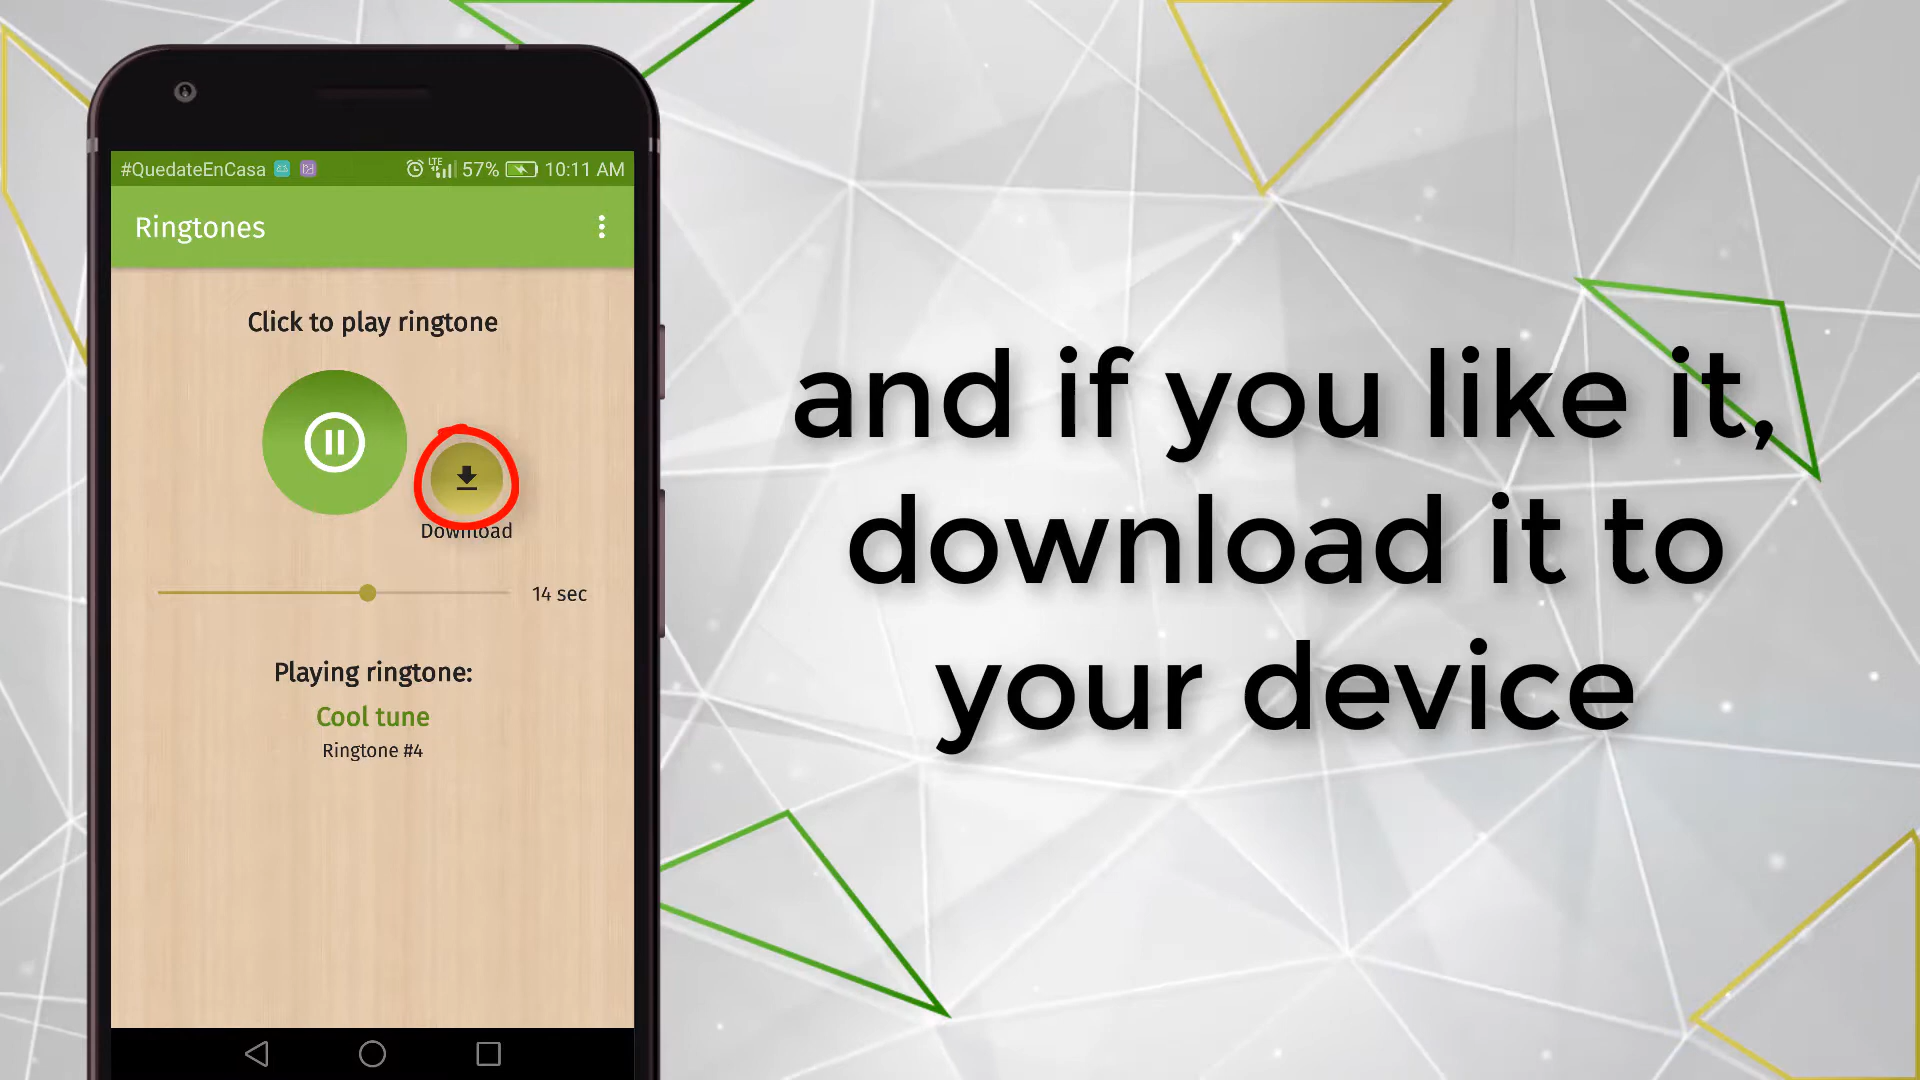 #QuedateEnCasa LTE 57% 10:11 AM
Ringtones
Click to play ringtone
Download
14 sec
Playing ringtone:
Cool tune
Ringtone #4
and if you like it,
download it to
your device